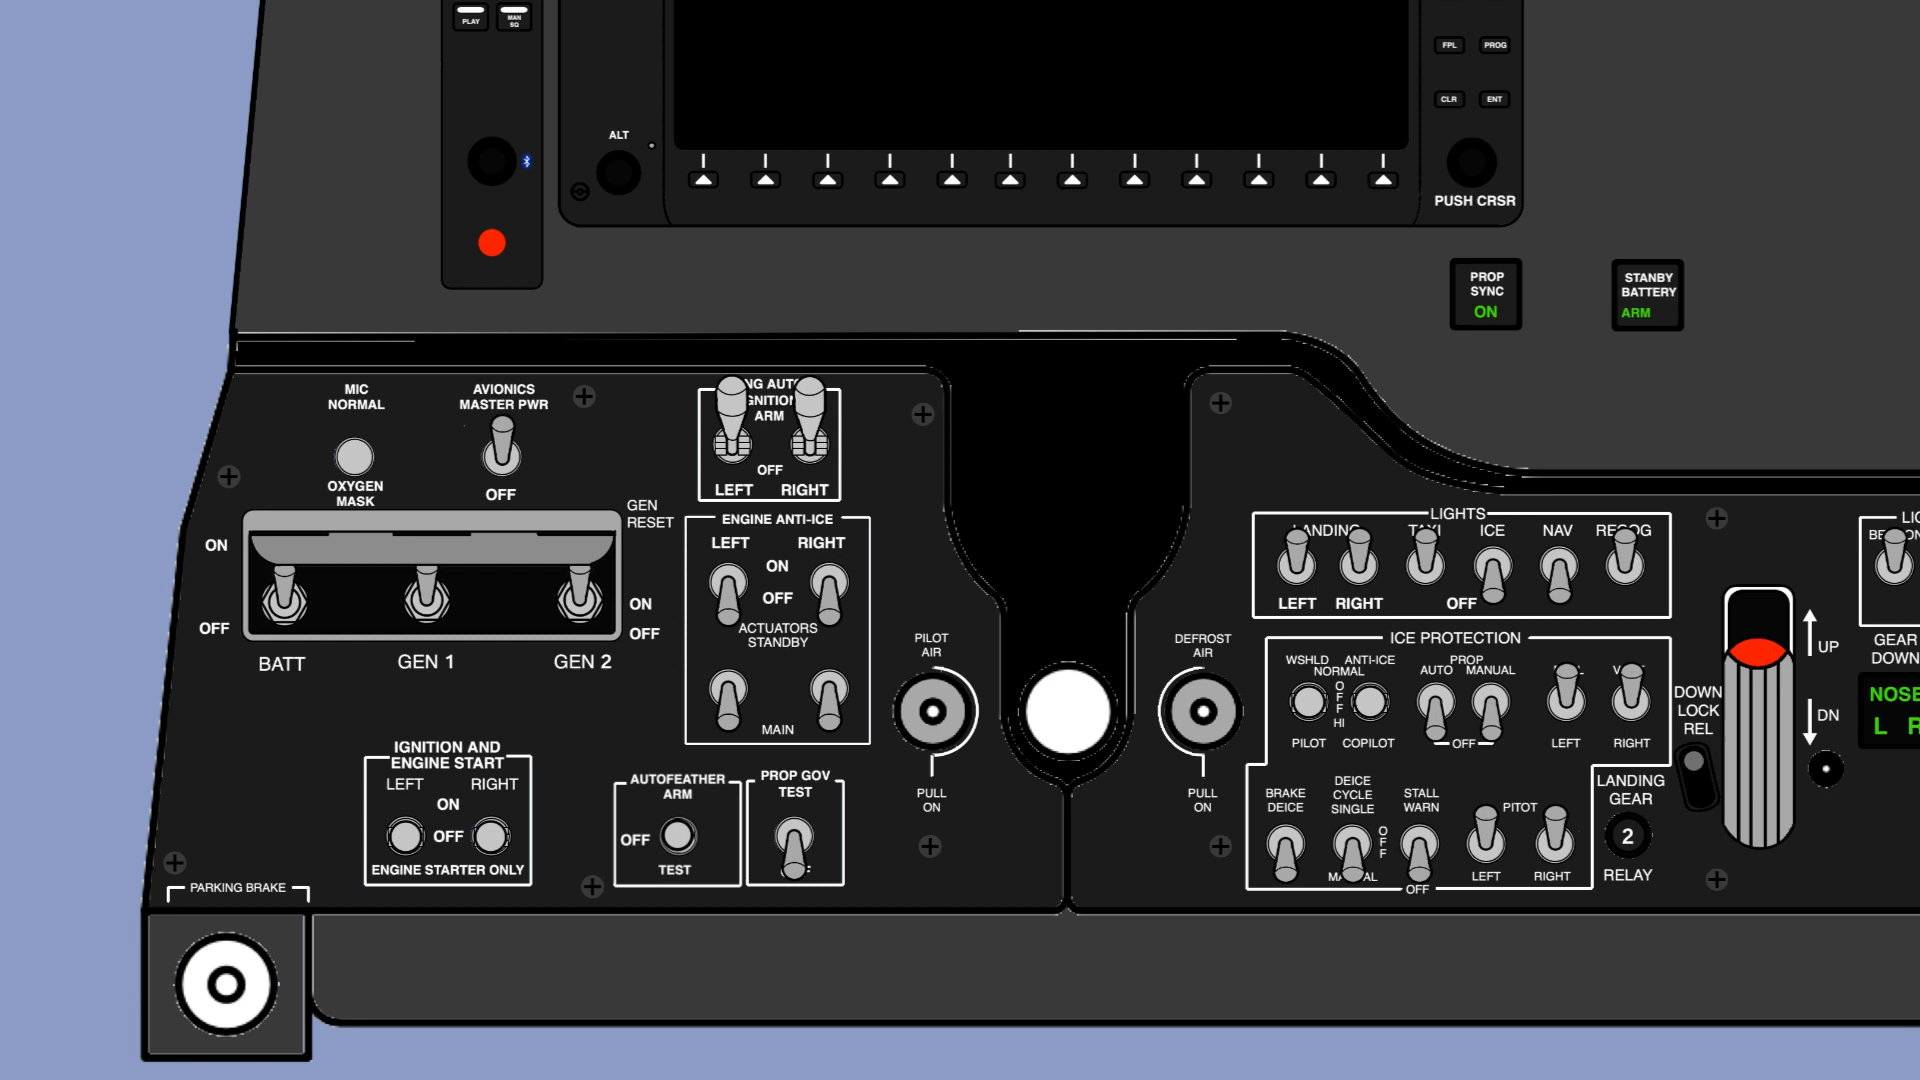 PLAY
MAN
SQ
FPL
PROG
CLR
ENT
ALT
PUSH CRSR
PROP
SYNC
ON
STANBY
BATTERY
ARM
MIC
NORMAL
OXYGEN
MASK
AVIONICS
MASTER PWR
OFF
ARM
OFF
LEFT RIGHT
GEN
RESET
ON
OFF
ON
OFF
BATT
GEN 1
GEN 2
ENGINE ANTI-ICE
LEFT RIGHT
ON
OFF
ACTUATORS
STANDBY
MAIN
IGNITION AND
ENGINE START
LEFT RIGHT
ON
OFF
ENGINE STARTER ONLY
AUTOFEATHER
ARM
OFF
TEST
PROP GOV
TEST
PILOT
AIR
PULL
ON
DEFROST
AIR
PULL
ON
LIGHTS
LANDING
ICE
NAV
LEFT
RIGHT
OFF
ICE PROTECTION
WSHLD ANTI-ICE
NORMAL
O
F
F
HI
PILOT COPILOT
PROP
AUTO MANUAL
OFF
LEFT RIGHT
BRAKE
DEICE
DEICE
CYCLE
SINGLE
O
F
F
STALL
WARN
OFF
PITOT
LEFT RIGHT
DOWN
LOCK
REL
LANDING
GEAR
2
RELAY
UP
DN
GEAR
DOWN
NOSE
L R
PARKING BRAKE